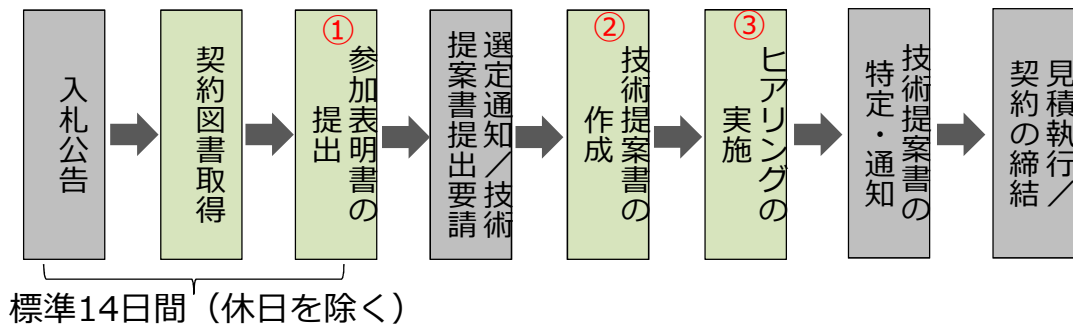 入札公告
契約図書取得
①
参加表明書の
提出
選定通知／技術
提案書提出要請
②
技術提案書の
作成
③
ヒアリングの
実施
技術提案書の
特定・通知
見積執行／
契約の締結
標準14日間（休日を除く）